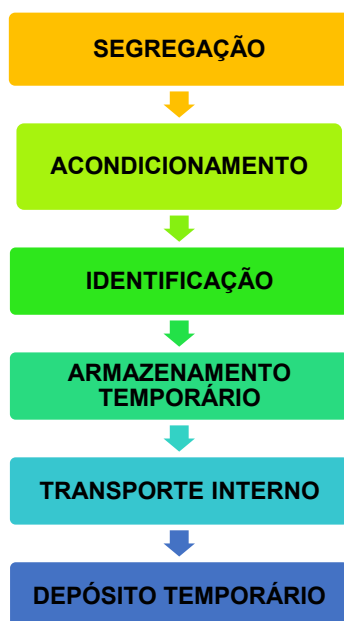 SEGREGAÇÃO
ACONDICIONAMENTO
IDENTIFICAÇÃO
ARMAZENAMENTO
TEMPORÁRIO
TRANSPORTE INTERNO
DEPÓSITO TEMPORÁRIO